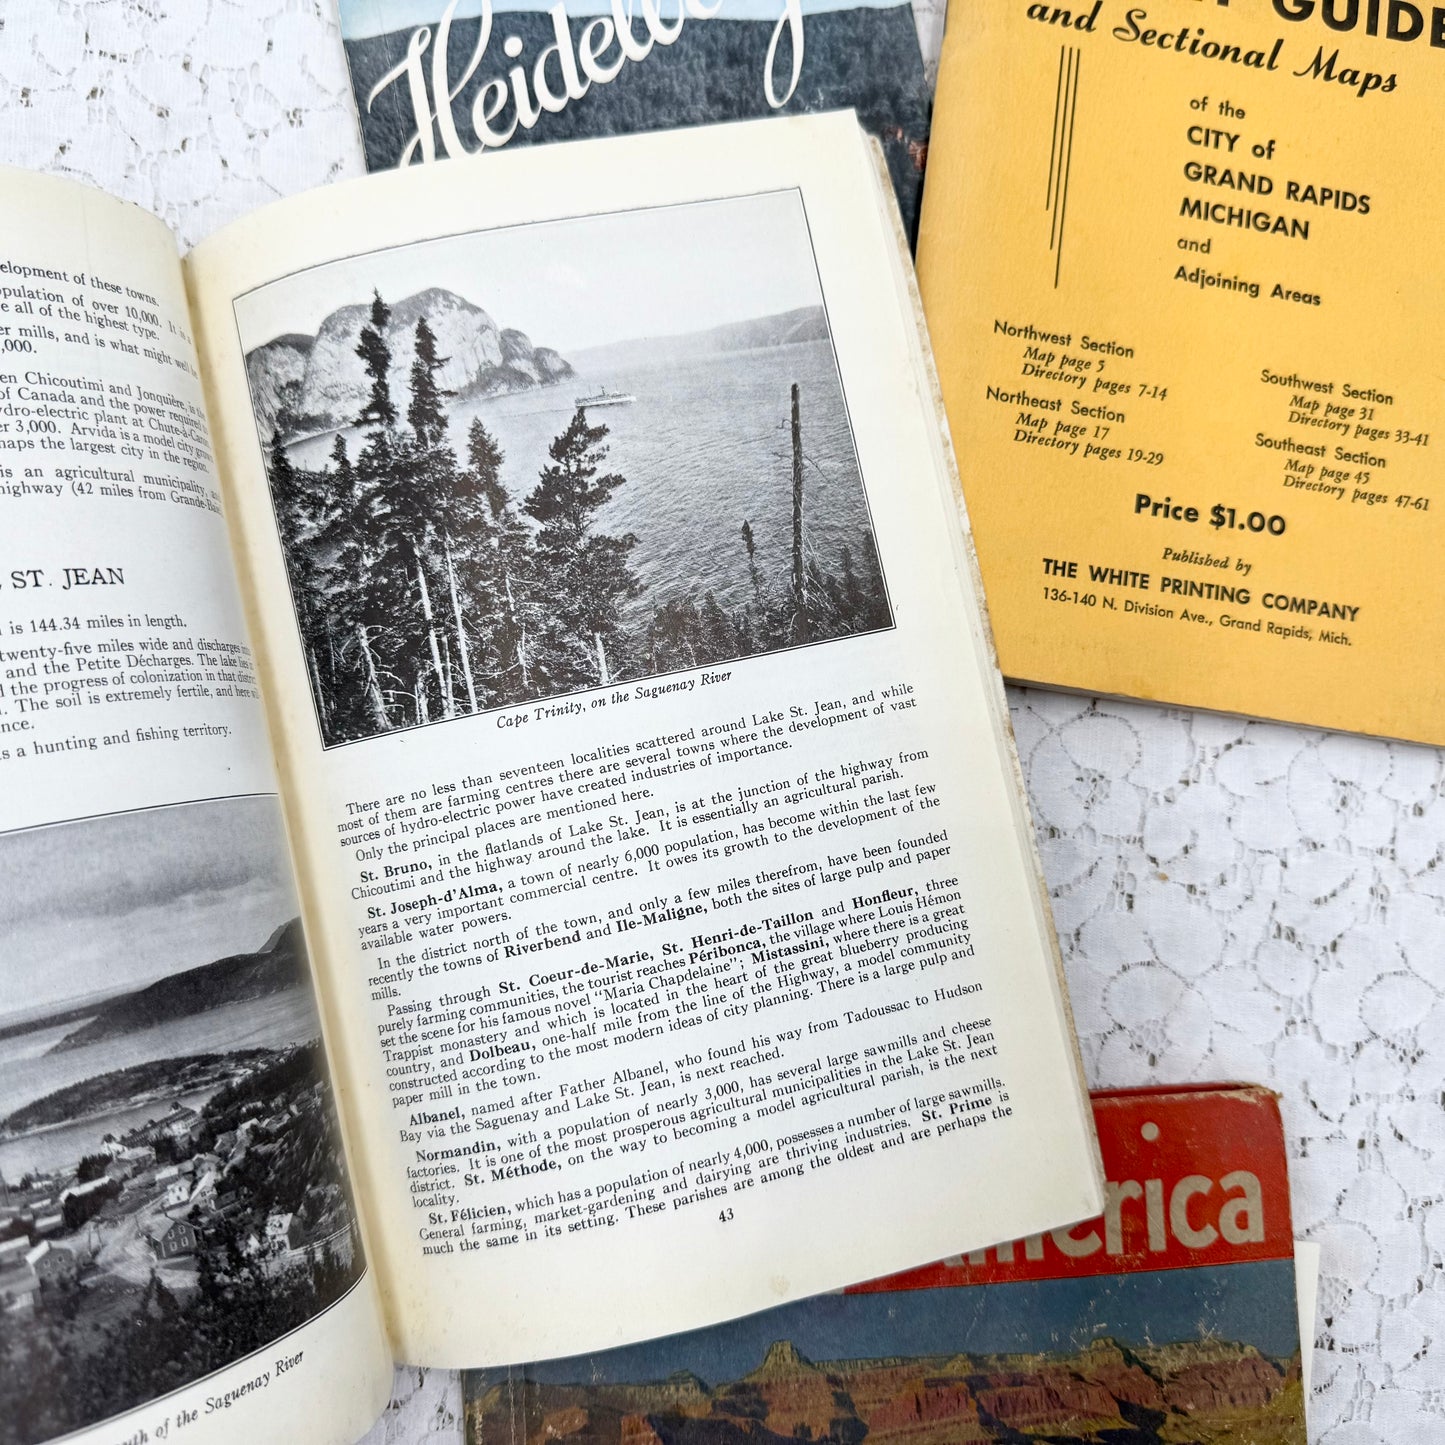 Heidelberg
GUIDE
and Sectional Maps
of the
CITY of
GRAND RAPIDS
MICHIGAN
and
Adjoining Areas
Northwest Section
Map page 5
Directory pages 7-14
Northeast Section
Map page 17
Directory pages 19-29
Southwest Section
Map page 31
Directory pages 33-41
Southeast Section
Map page 45
Directory pages 47-61
Price $1.00
Published by
THE WHITE PRINTING COMPANY
136-140 N. Division Ave., Grand Rapids, Mich.
elopment of these towns.
opulation of over 10,000. It is a
e all of the highest type.
er mills, and is what might well be
,000.
en Chicoutimi and Jonquière, is the
of Canada and the power required to
ydro-electric plant at Chute-à-Caron
er 3,000. Arvida is a model city grown
haps the largest city in the region.
is an agricultural municipality, and
highway (42 miles from Grande-Baie
ST. JEAN
is 144.34 miles in length.
twenty-five miles wide and discharges into
and the Petite Décharges. The lake lies in
the progress of colonization in that district
The soil is extremely fertile, and here will
nce.
s a hunting and fishing territory.
uth of the Saguenay River
Cape Trinity, on the Saguenay River
There are no less than seventeen localities scattered around Lake St. Jean, and while
most of them are farming centres there are several towns where the development of vast
sources of hydro-electric power have created industries of importance.
Only the principal places are mentioned here.
St. Bruno, in the flatlands of Lake St. Jean, is at the junction of the highway from
Chicoutimi and the highway around the lake. It is essentially an agricultural parish.
St. Joseph-d'Alma, a town of nearly 6,000 population, has become within the last few
years a very important commercial centre. It owes its growth to the development of the
available water powers.
In the district north of the town, and only a few miles therefrom, have been founded
recently the towns of Riverbend and Ile-Maligne, both the sites of large pulp and paper
mills.
Passing through St. Coeur-de-Marie, St. Henri-de-Taillon and Honfleur, three
purely farming communities, the tourist reaches Péribonca, the village where Louis Hémon
set the scene for his famous novel "Maria Chapdelaine"; Mistassini, where there is a great
Trappist monastery and which is located in the heart of the great blueberry producing
country, and Dolbeau, one-half mile from the line of the Highway, a model community
constructed according to the most modern ideas of city planning. There is a large pulp and
paper mill in the town.
Albanel, named after Father Albanel, who found his way from Tadoussac to Hudson
Bay via the Saguenay and Lake St. Jean, is next reached.
Normandin, with a population of nearly 3,000, has several large sawmills and cheese
factories. It is one of the most prosperous agricultural municipalities in the Lake St. Jean
district. St. Méthode, on the way to becoming a model agricultural parish, is the next
locality.
St. Félicien, which has a population of nearly 4,000, possesses a number of large sawmills.
General farming, market-gardening and dairying are thriving industries. St. Prime is
much the same in its setting. These parishes are among the oldest and are perhaps the
43
America